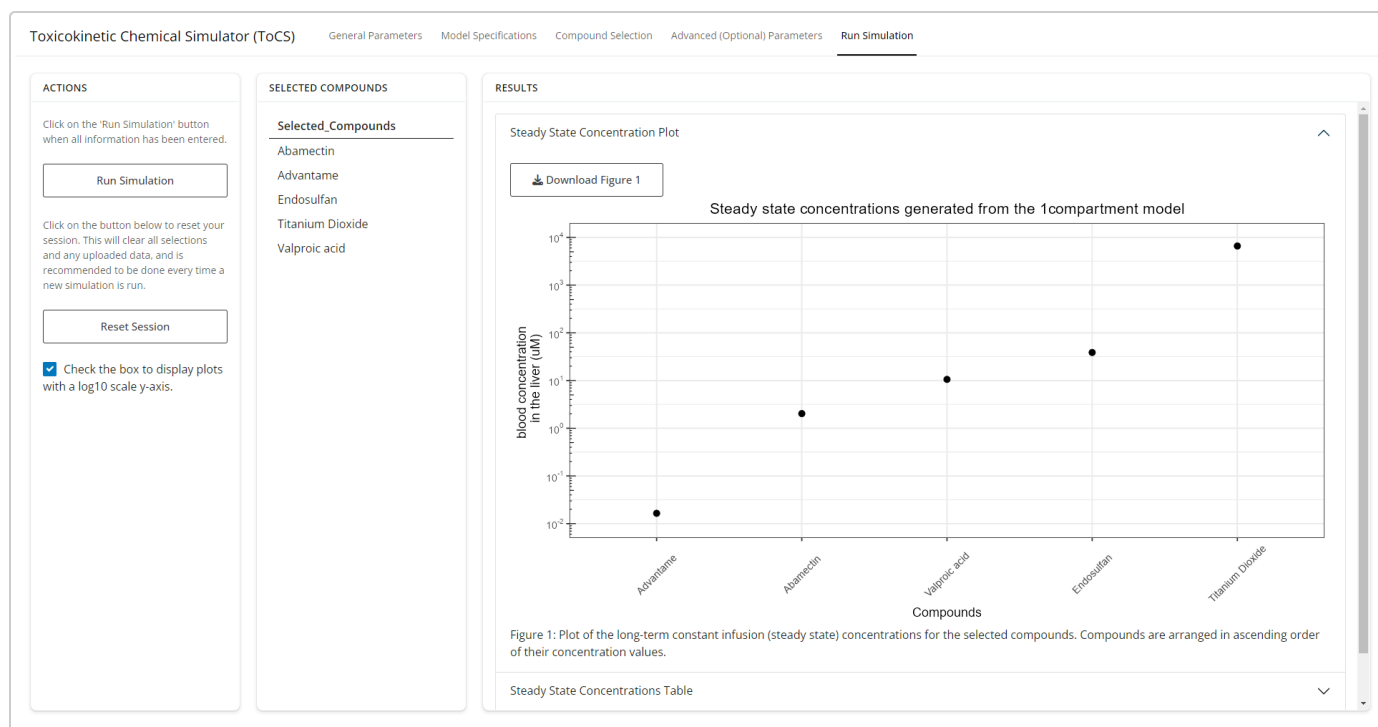 Toxicokinetic Chemical Simulator (ToCS)
General Parameters
Model Specifications
Compound Selection
Advanced (Optional) Parameters
Run Simulation
ACTIONS
Click on the 'Run Simulation' button
when all information has been entered.
Run Simulation
Click on the button below to reset your
session. This will clear all selections
and any uploaded data, and is
recommended to be done every time a
new simulation is run.
Reset Session
Check the box to display plots
with a log10 scale y-axis.
SELECTED COMPOUNDS
Selected_Compounds
Abamectin
Advantame
Endosulfan
Titanium Dioxide
Valproic acid
RESULTS
Steady State Concentration Plot
Download Figure 1
Steady state concentrations generated from the 1compartment model
blood concentration
in the liver (uM)
10⁴
10³
10²
10¹
10⁰
10⁻¹
10⁻²
Advantame
Abamectin
Valproic acid
Endosulfan
Titanium Dioxide
Compounds
Figure 1: Plot of the long-term constant infusion (steady state) concentrations for the selected compounds. Compounds are arranged in ascending order
of their concentration values.
Steady State Concentrations Table